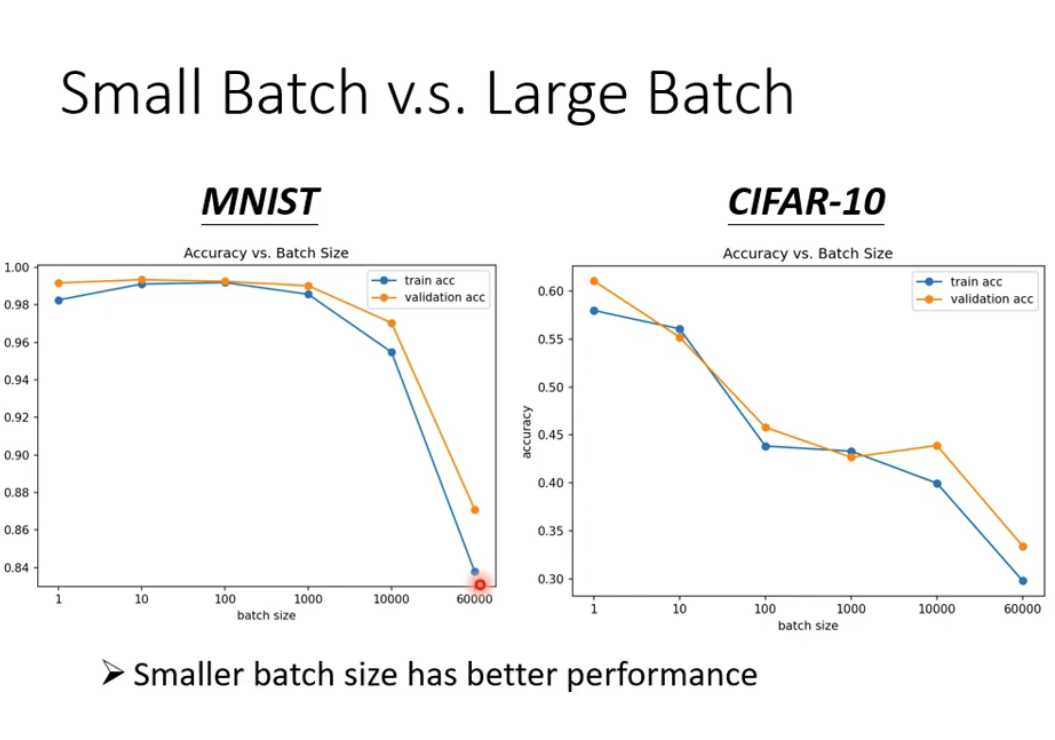 Small Batch v.s. Large Batch
MNIST
CIFAR-10
Accuracy vs. Batch Size
1.00
0.98
0.96
0.94
0.92
0.90
0.88
0.86
0.84
train acc
validation acc
1 10 100 1000 10000 60000
batch size
Accuracy vs. Batch Size
accuracy
0.60
0.55
0.50
0.45
0.40
0.35
0.30
train acc
validation acc
1 10 100 1000 10000 60000
batch size
➢ Smaller batch size has better performance